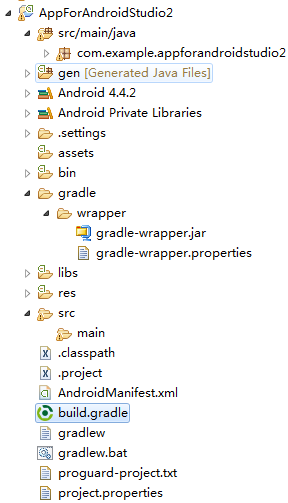 AppForAndroidStudio2
src/main/java
com.example.appforandroidstudio2
gen [Generated Java Files]
Android 4.4.2
Android Private Libraries
.settings
assets
bin
gradle
wrapper
gradle-wrapper.jar
gradle-wrapper.properties
libs
res
src
main
.classpath
.project
AndroidManifest.xml
build.gradle
gradlew
gradlew.bat
proguard-project.txt
project.properties